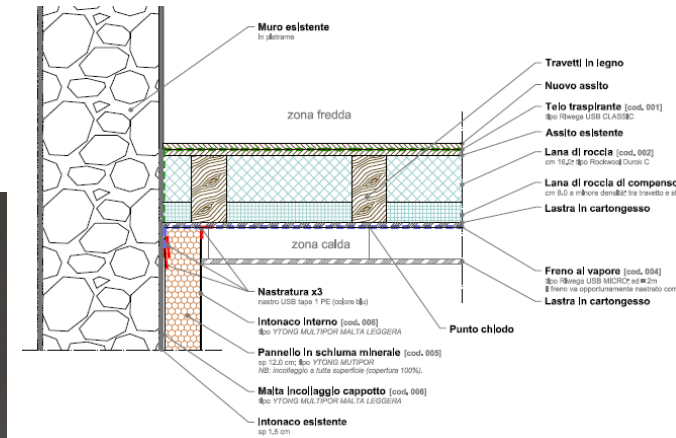 Muro esistente
In pietrame
zona fredda
Travetti in legno
Nuovo assito
Telo traspirante [cod. 001]
tipo Riwega USB CLASSIC
Assito esistente
Lana di roccia [cod. 002]
cm 16,0; tipo Rockwool Durok C
Lana di roccia di compenso
cm 8.0 a minore densità; tra travetto e
Lastra in cartongesso
zona calda
Freno al vapore [cod. 004]
tipo Riwega USB MICRO; sd = 2m
il freno va opportunamente nastrato con
Lastra in cartongesso
Nastratura x3
nastro USB tape 1 PE (colore blu)
Punto chiodo
Intonaco interno [cod. 006]
tipo YTONG MULTIPOR MALTA LEGGERA
Pannello in schiuma minerale [cod. 005]
sp 12,0 cm; tipo YTONG MUTIPOR
NB: incollaggio a tutta superficie (copertura 100%).
Malta incollaggio cappotto [cod. 006]
tipo YTONG MULTIPOR MALTA LEGGERA
Intonaco esistente
sp 1,5 cm